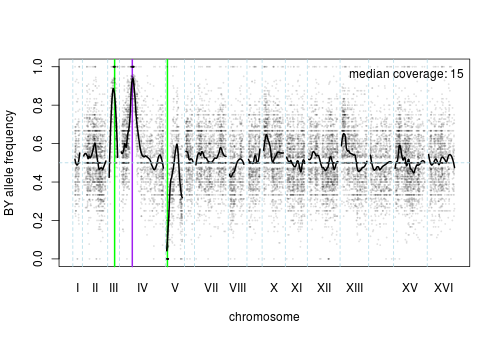 median coverage: 15
BY allele frequency
0.0 0.2 0.4 0.6 0.8 1.0
I II III IV V VII VIII X XI XII XIII XV XVI
chromosome